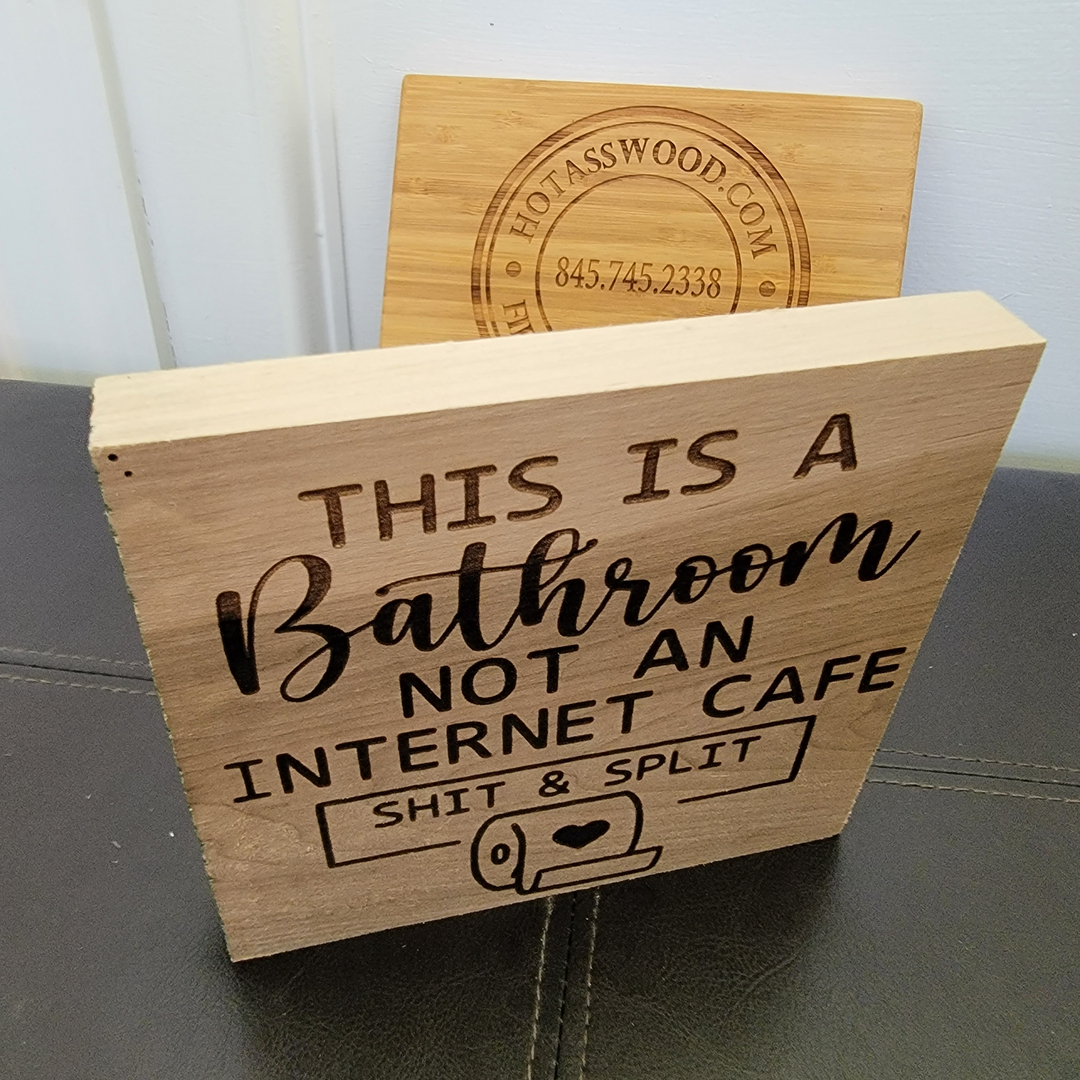 HOTASSWOOD.COM
845.745.2338
THIS IS A
Bathroom
NOT AN
INTERNET CAFE
SHIT & SPLIT